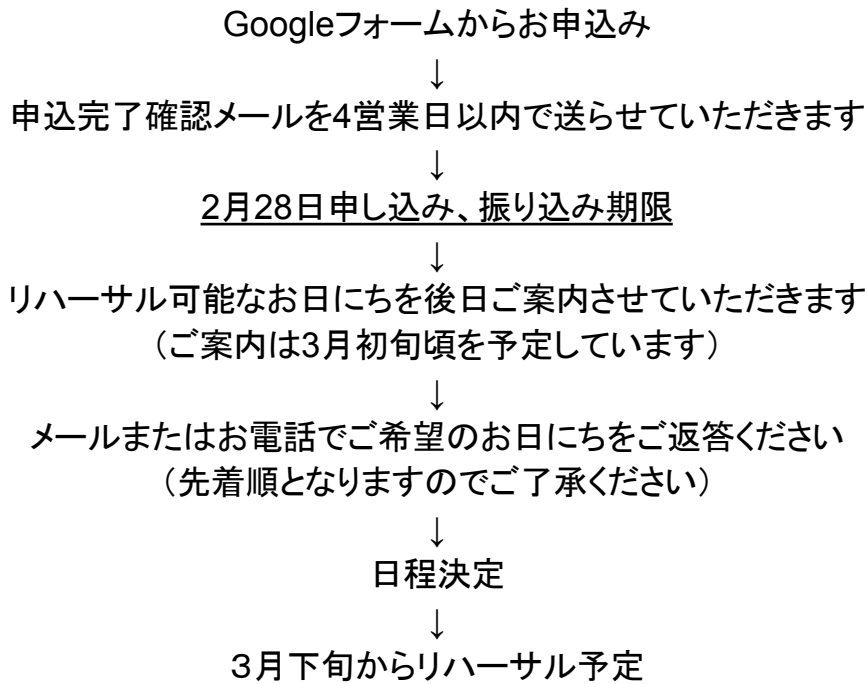 Googleフォームからお申込み
↓
申込完了確認メールを4営業日以内で送らせていただきます
↓
2月28日申し込み、振り込み期限
↓
リハーサル可能なお日にちを後日ご案内させていただきます
（ご案内は3月初旬頃を予定しています）
↓
メールまたはお電話でご希望のお日にちをご返答ください
（先着順となりますのでご了承ください）
↓
日程決定
↓
３月下旬からリハーサル予定